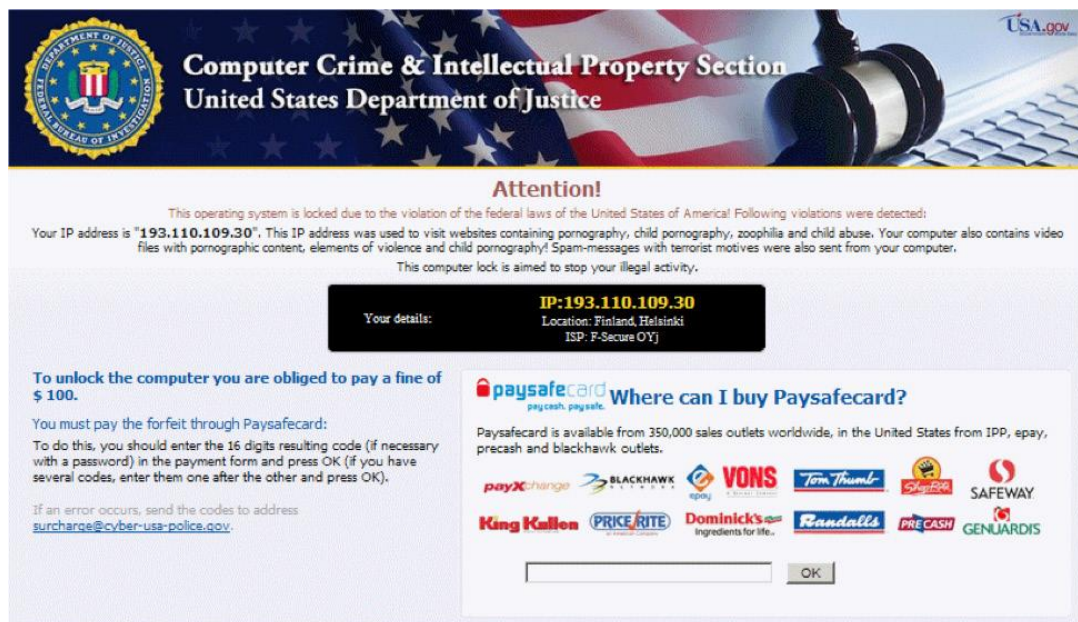 DEPARTMENT OF JUSTICE
FEDERAL BUREAU OF INVESTIGATION
USA.gov
Computer Crime & Intellectual Property Section
United States Department of Justice
Attention!
This operating system is locked due to the violation of the federal laws of the United States of America! Following violations were detected:
Your IP address is "193.110.109.30". This IP address was used to visit websites containing pornography, child pornography, zoophilia and child abuse. Your computer also contains video
files with pornographic content, elements of violence and child pornography! Spam-messages with terrorist motives were also sent from your computer.
This computer lock is aimed to stop your illegal activity.
Your details:
IP:193.110.109.30
Location: Finland, Helsinki
ISP: F-Secure OYj
To unlock the computer you are obliged to pay a fine of
$ 100.
You must pay the forfeit through Paysafecard:
To do this, you should enter the 16 digits resulting code (if necessary
with a password) in the payment form and press OK (if you have
several codes, enter them one after the other and press OK).
If an error occurs, send the codes to address
surcharge@cyber-usa-police.gov.
paysafecard
pay cash. pay safe.
Where can I buy Paysafecard?
Paysafecard is available from 350,000 sales outlets worldwide, in the United States from IPP, epay,
precash and blackhawk outlets.
payXchange
BLACKHAWK
NETWORK
epay
VONS
Tom Thumb
ShopRite
SAFEWAY
King Kullen
PRICE RITE
Dominick's
Ingredients for life..
Randalls
PRECASH
GENUARDIS
OK